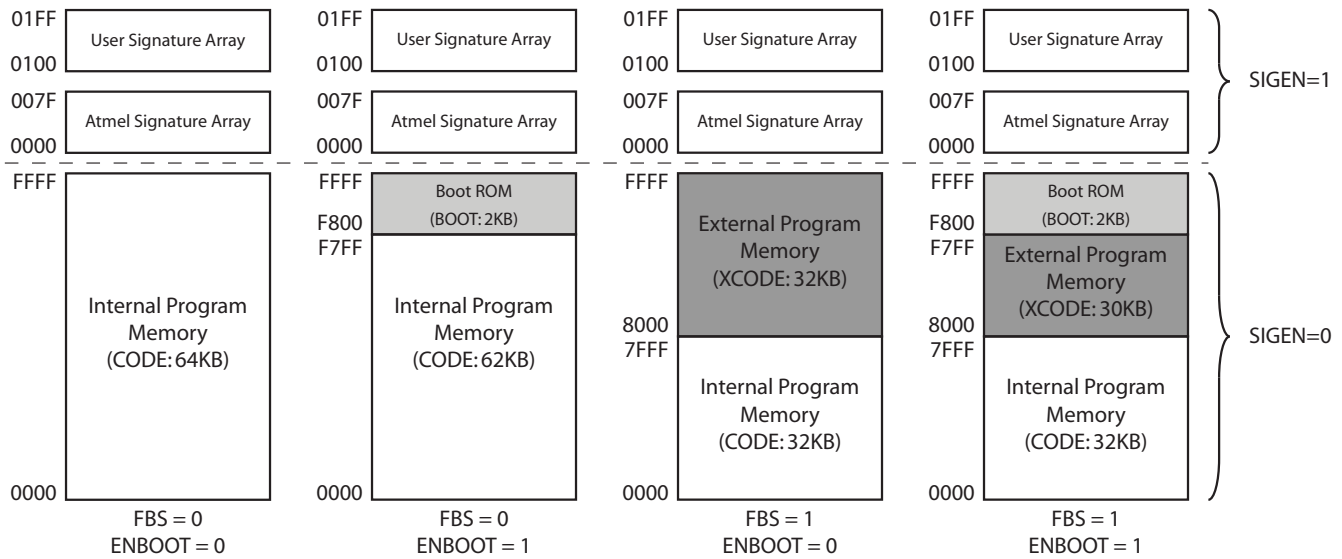 01FF
User Signature Array
0100
007F
Atmel Signature Array
0000
01FF
User Signature Array
0100
007F
Atmel Signature Array
0000
01FF
User Signature Array
0100
007F
Atmel Signature Array
0000
01FF
User Signature Array
0100
007F
Atmel Signature Array
0000
SIGEN=1
FFFF
Internal Program
Memory
(CODE: 64KB)
0000
FBS = 0
ENBOOT = 0
FFFF
Boot ROM
(BOOT: 2KB)
F800
F7FF
Internal Program
Memory
(CODE: 62KB)
0000
FBS = 0
ENBOOT = 1
FFFF
External Program
Memory
(XCODE: 32KB)
8000
7FFF
Internal Program
Memory
(CODE: 32KB)
0000
FBS = 1
ENBOOT = 0
FFFF
Boot ROM
(BOOT: 2KB)
F800
F7FF
External Program
Memory
(XCODE: 30KB)
8000
7FFF
Internal Program
Memory
(CODE: 32KB)
0000
FBS = 1
ENBOOT = 1
SIGEN=0